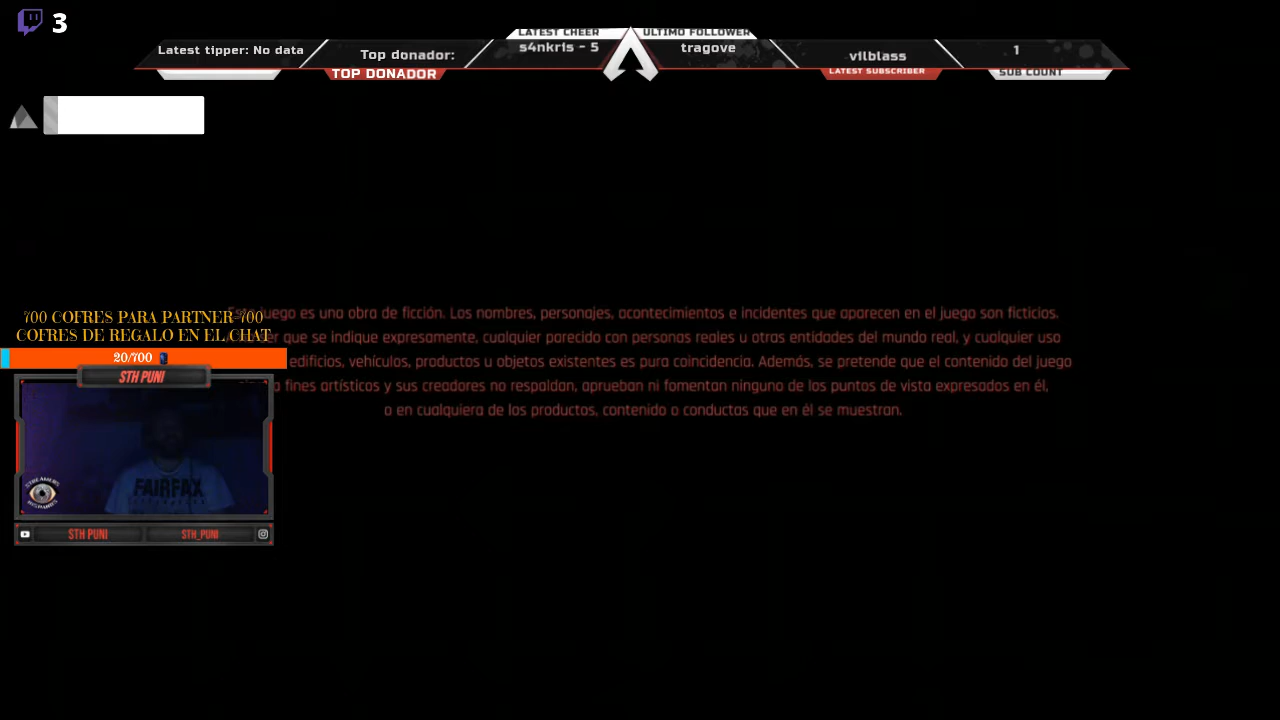 3
LATEST CHEER
ULTIMO FOLLOWER
Latest tipper: No data
Top donador:
s4nkris - 5
tragove
vilblass
1
TOP DONADOR
LATEST SUBSCRIBER
SUB COUNT
700 COFRES PARA PARTNER 700
COFRES DE REGALO EN EL CHAT
20/700
juego es una obra de ficción. Los nombres, personajes, acontecimientos e incidentes que aparecen en el juego son ficticios.
que se indique expresamente, cualquier parecido con personas reales u otras entidades del mundo real, y cualquier uso
edificios, vehículos, productos u objetos existentes es pura coincidencia. Además, se pretende que el contenido del juego
fines artísticos y sus creadores no respaldan, aprueban ni fomentan ninguno de los puntos de vista expresados en él,
o en cualquiera de los productos, contenido o conductas que en él se muestran.
STH PUNI
STREAMERS
FAIRFAX
STH PUNI
STH_PUNI